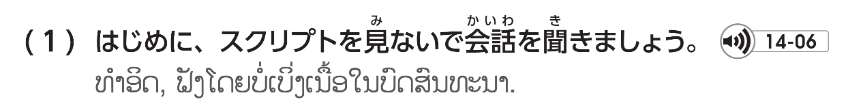 (1) はじめに、スクリプトを見ないで会話を聞きましょう。 14-06
ທຳອິດ, ຟັງໂດຍບໍ່ເບິ່ງເນື້ອໃນບົດສົນທະນາ.